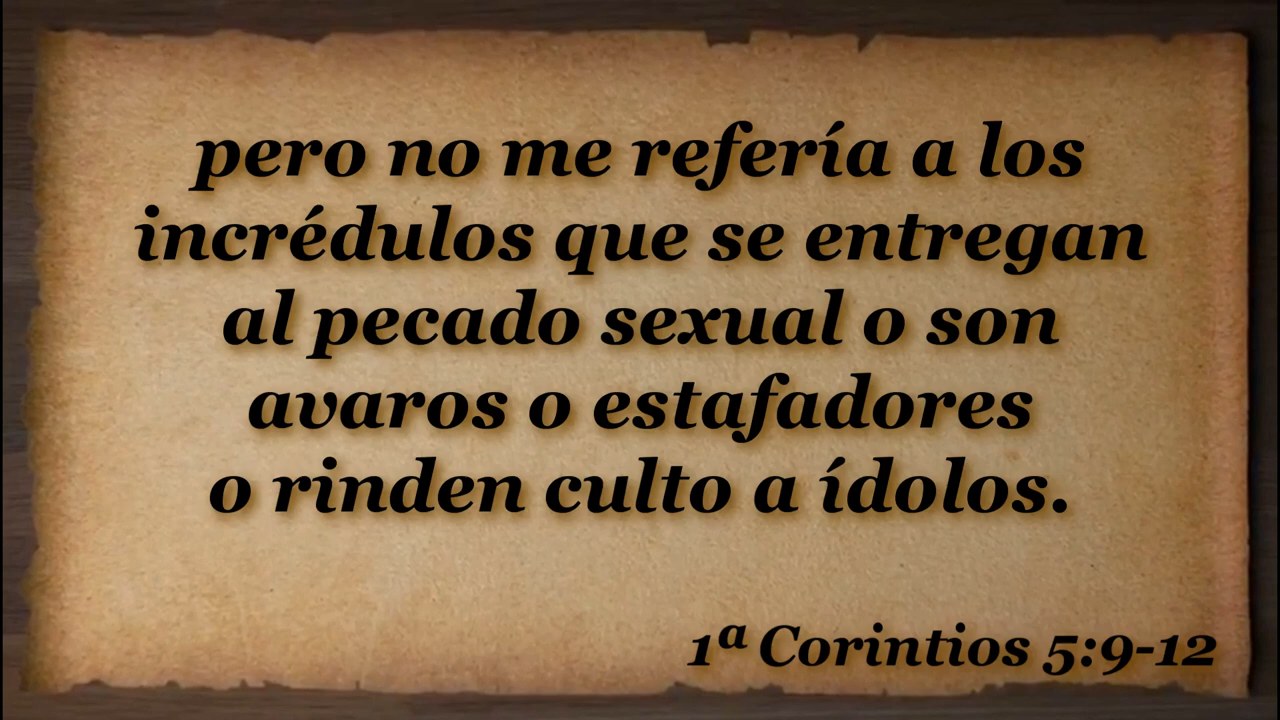 pero no me refería a los
incrédulos que se entregan
al pecado sexual o son
avaros o estafadores
o rinden culto a ídolos.
1ª Corintios 5:9-12